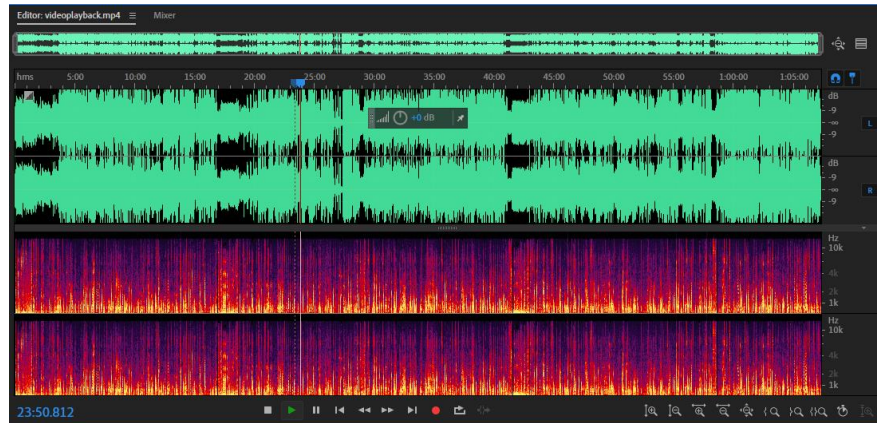 Editor: videoplayback.mp4 Mixer
hms 5:00 10:00 15:00 20:00 25:00 30:00 35:00 40:00 45:00 50:00 55:00 1:00:00 1:05:00
dB
-9
-∞
-9
L
+0 dB
dB
-9
-∞
-9
R
Hz
10k
4k
2k
1k
Hz
10k
4k
2k
1k
23:50.812